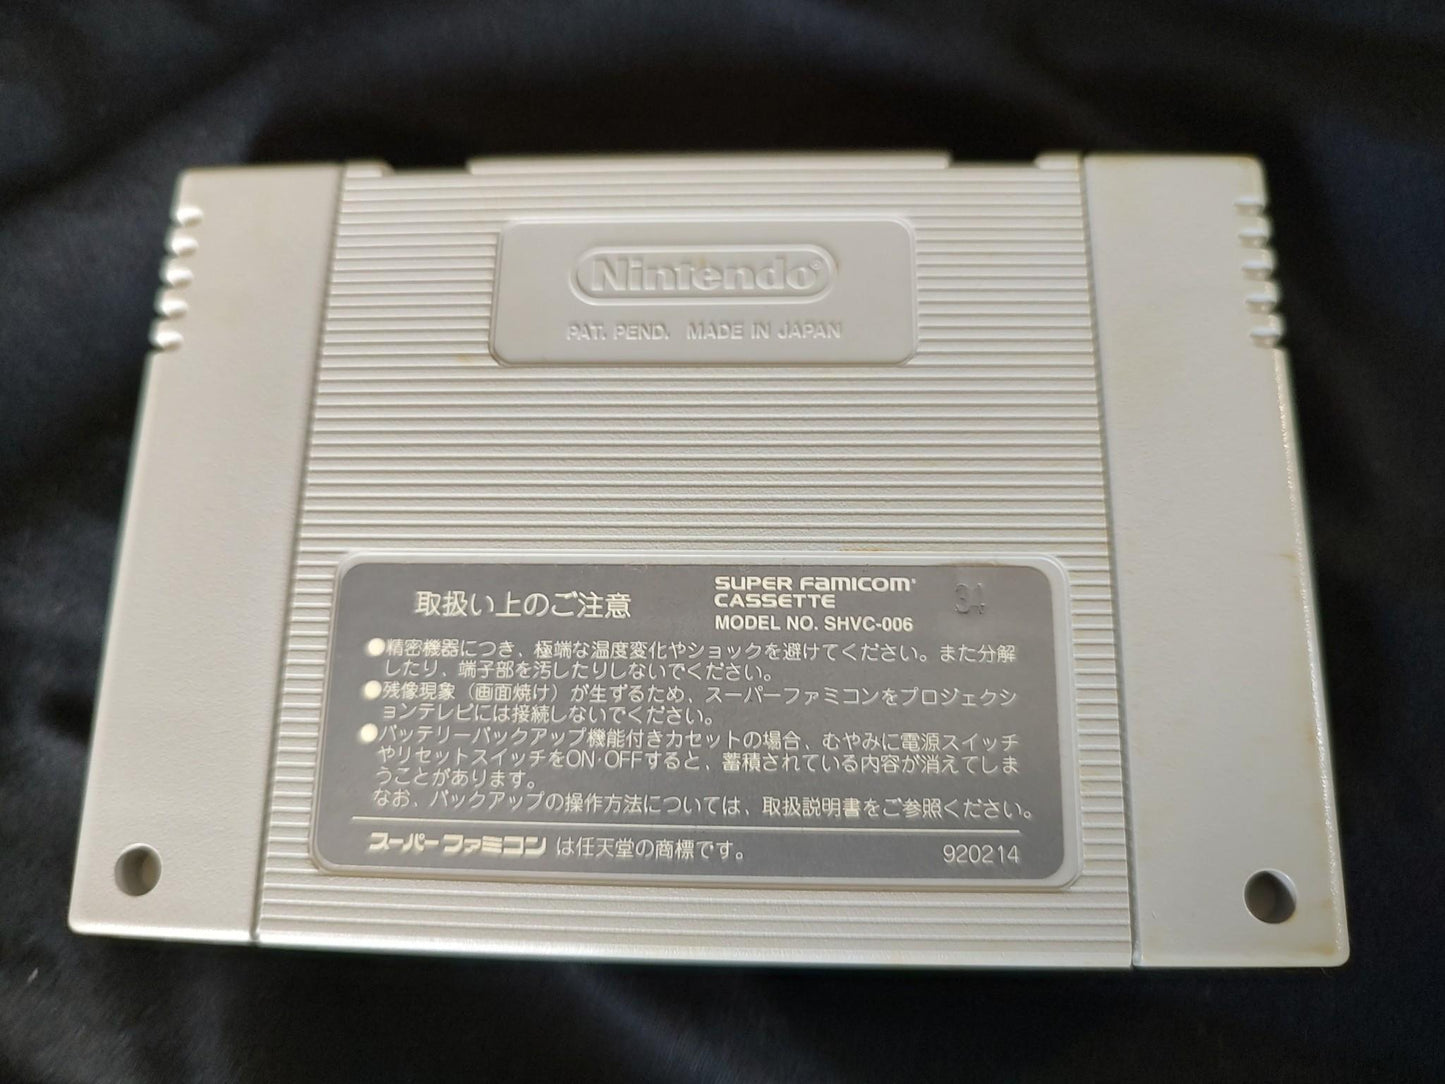 Nintendo®
PAT. PEND. MADE IN JAPAN
取扱い上のご注意
SUPER FAMICOM®
CASSETTE
MODEL NO. SHVC-006
●精密機器につき、極端な温度変化やショックを避けてください。また分解
したり、端子部を汚したりしないでください。
●残像現象（画面焼け）が生ずるため、スーパーファミコンをプロジェクシ
ョンテレビには接続しないでください。
●バッテリーバックアップ機能付きカセットの場合、むやみに電源スイッチ
やリセットスイッチをON・OFFすると、蓄積されている内容が消えてしま
うことがあります。
なお、バックアップの操作方法については、取扱説明書をご参照ください。
スーパーファミコン は任天堂の商標です。
920214